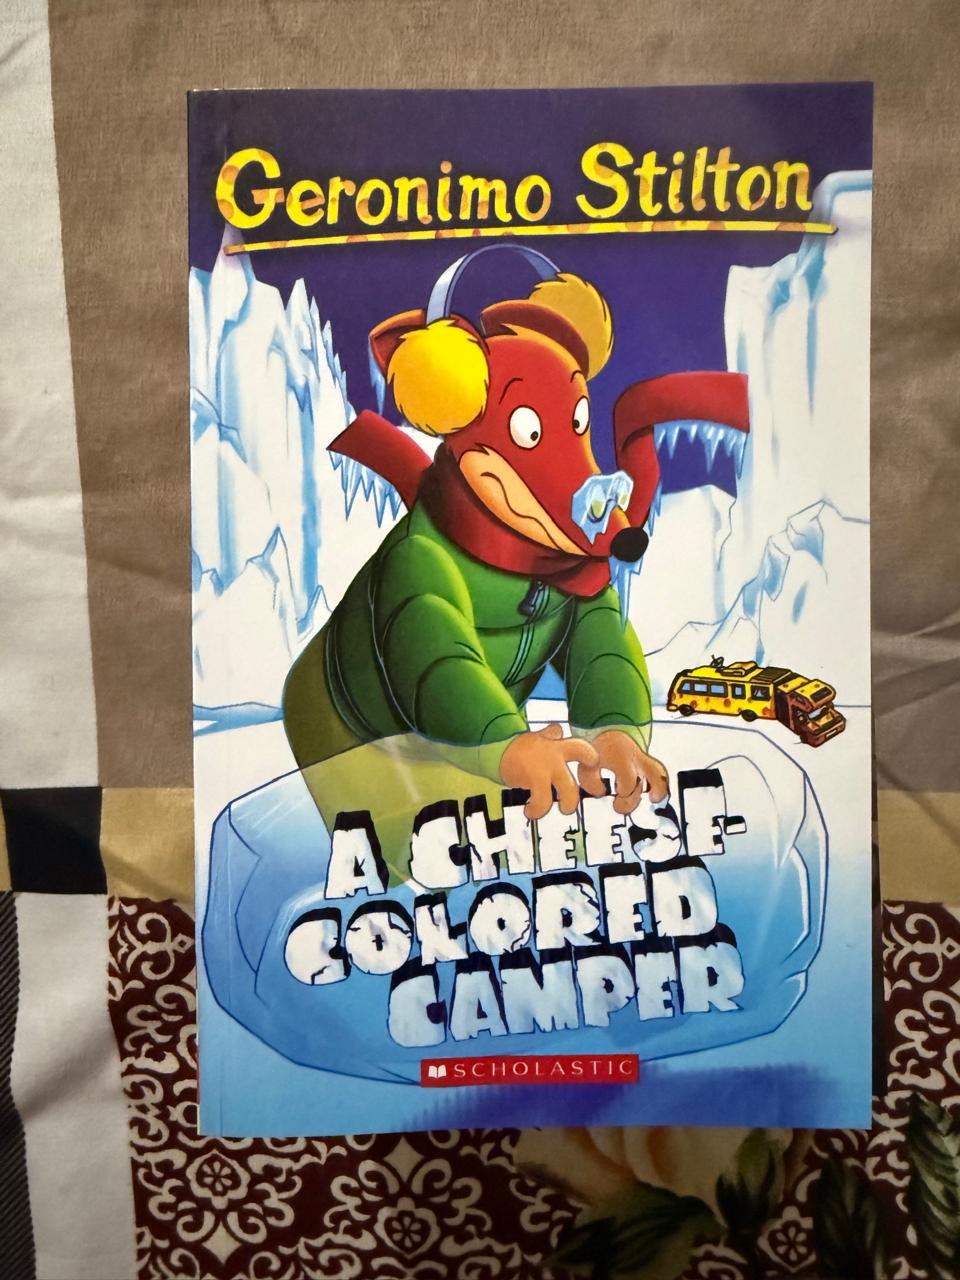 Geronimo Stilton
A CHEESE-
COLORED
CAMPER
SCHOLASTIC